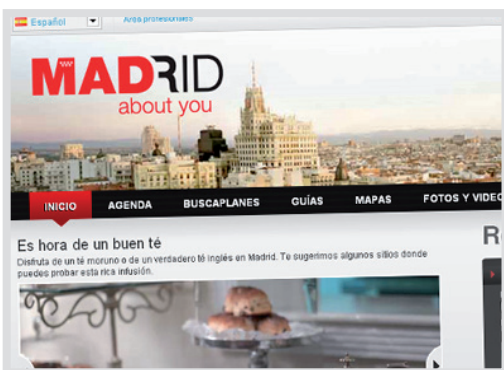 Español
Área profesionales
MADRID
about you
INICIO AGENDA BUSCAPLANES GUÍAS MAPAS FOTOS Y VIDEO
Es hora de un buen té
Disfruta de un té moruno o de un verdadero té inglés en Madrid. Te sugerimos algunos sitios donde
puedes probar esta rica infusión.